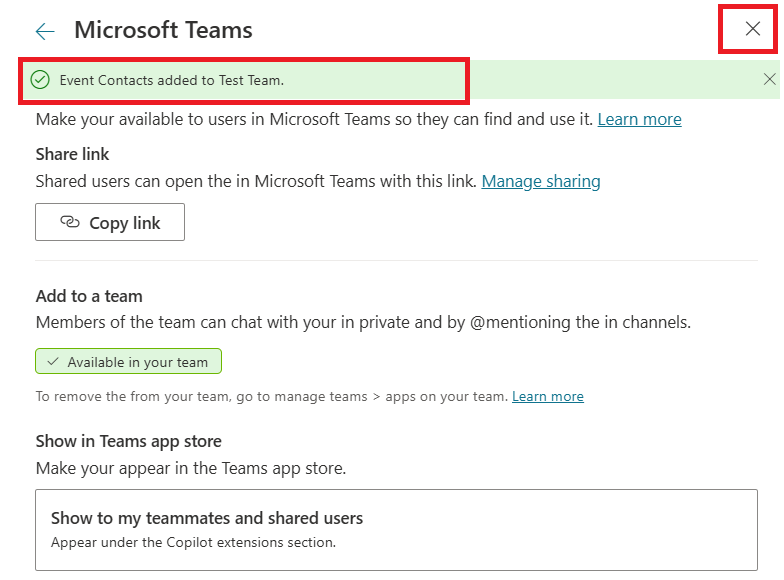 Microsoft Teams
Event Contacts added to Test Team.
Make your available to users in Microsoft Teams so they can find and use it. Learn more
Share link
Shared users can open the in Microsoft Teams with this link. Manage sharing
Copy link
Add to a team
Members of the team can chat with your in private and by @mentioning the in channels.
Available in your team
To remove the from your team, go to manage teams > apps on your team. Learn more
Show in Teams app store
Make your appear in the Teams app store.
Show to my teammates and shared users
Appear under the Copilot extensions section.